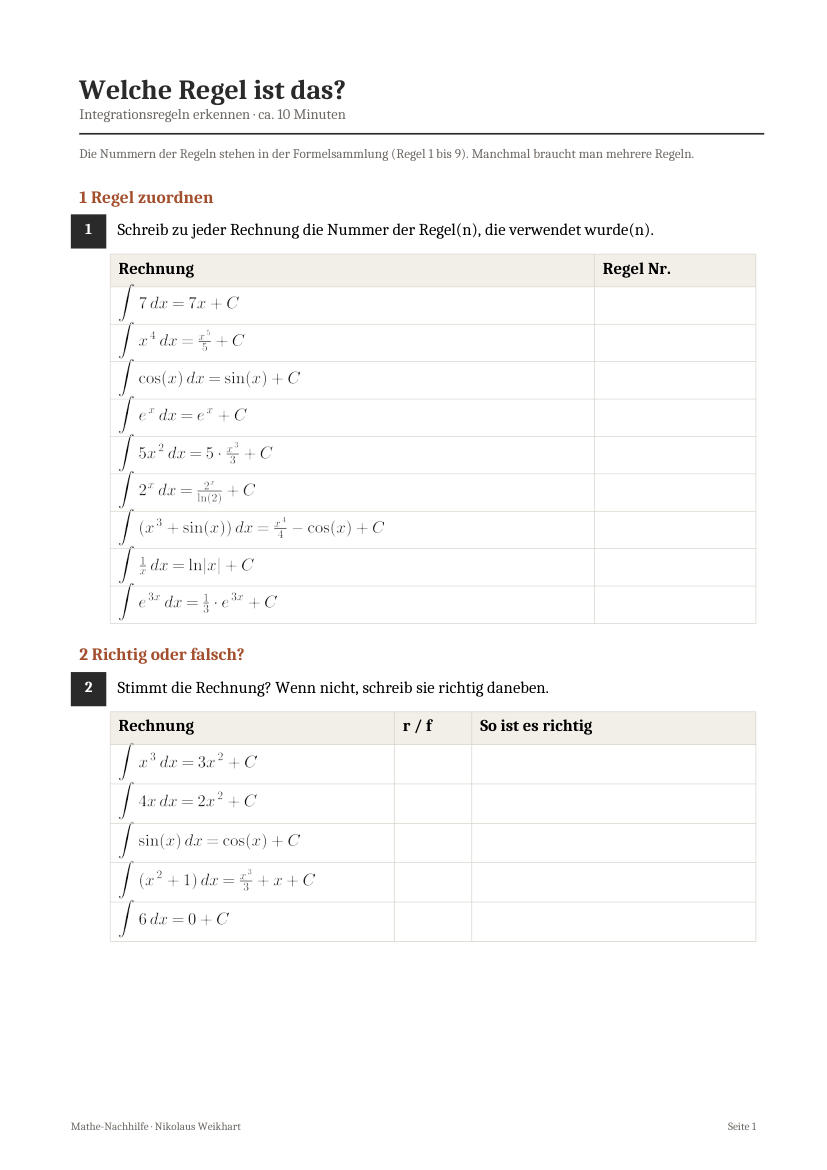 Welche Regel ist das?
Integrationsregeln erkennen · ca. 10 Minuten
Die Nummern der Regeln stehen in der Formelsammlung (Regel 1 bis 9). Manchmal braucht man mehrere Regeln.
1 Regel zuordnen
1 Schreib zu jeder Rechnung die Nummer der Regel(n), die verwendet wurde(n).
Rechnung Regel Nr.
∫ 7 dx = 7x + C
∫ x^4 dx = x^5/5 + C
∫ cos(x) dx = sin(x) + C
∫ e^x dx = e^x + C
∫ 5x^2 dx = 5 · x^3/3 + C
∫ 2^x dx = 2^x/ln(2) + C
∫ (x^3 + sin(x)) dx = x^4/4 − cos(x) + C
∫ 1/x dx = ln|x| + C
∫ e^{3x} dx = 1/3 · e^{3x} + C
2 Richtig oder falsch?
2 Stimmt die Rechnung? Wenn nicht, schreib sie richtig daneben.
Rechnung r / f So ist es richtig
∫ x^3 dx = 3x^2 + C
∫ 4x dx = 2x^2 + C
∫ sin(x) dx = cos(x) + C
∫ (x^2 + 1) dx = x^3/3 + x + C
∫ 6 dx = 0 + C
Mathe-Nachhilfe · Nikolaus Weikhart Seite 1